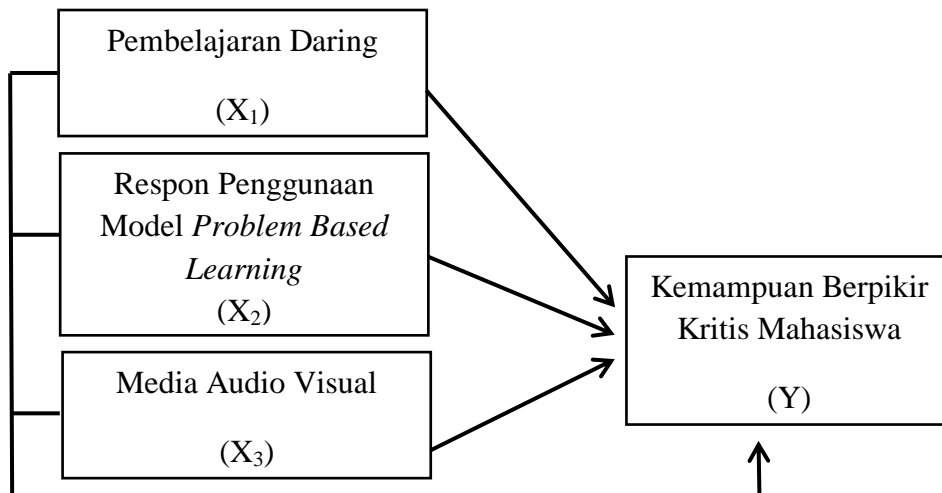 Pembelajaran Daring
(X₁)
Respon Penggunaan
Model Problem Based
Learning
(X₂)
Media Audio Visual
(X₃)
Kemampuan Berpikir
Kritis Mahasiswa
(Y)